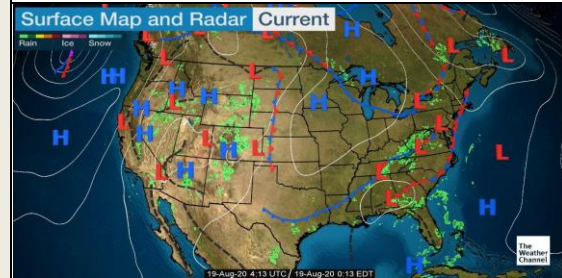 Surface Map and Radar Current
Rain Ice Snow
H
L
L
L
H
L
L
H
H
H
H
H
H
L
H
L
L
H
H
L
L
H
L
L
L
H
L
L
L
H
H
The
Weather
Channel
19-Aug-20 4:13 UTC / 19-Aug-20 0:13 EDT